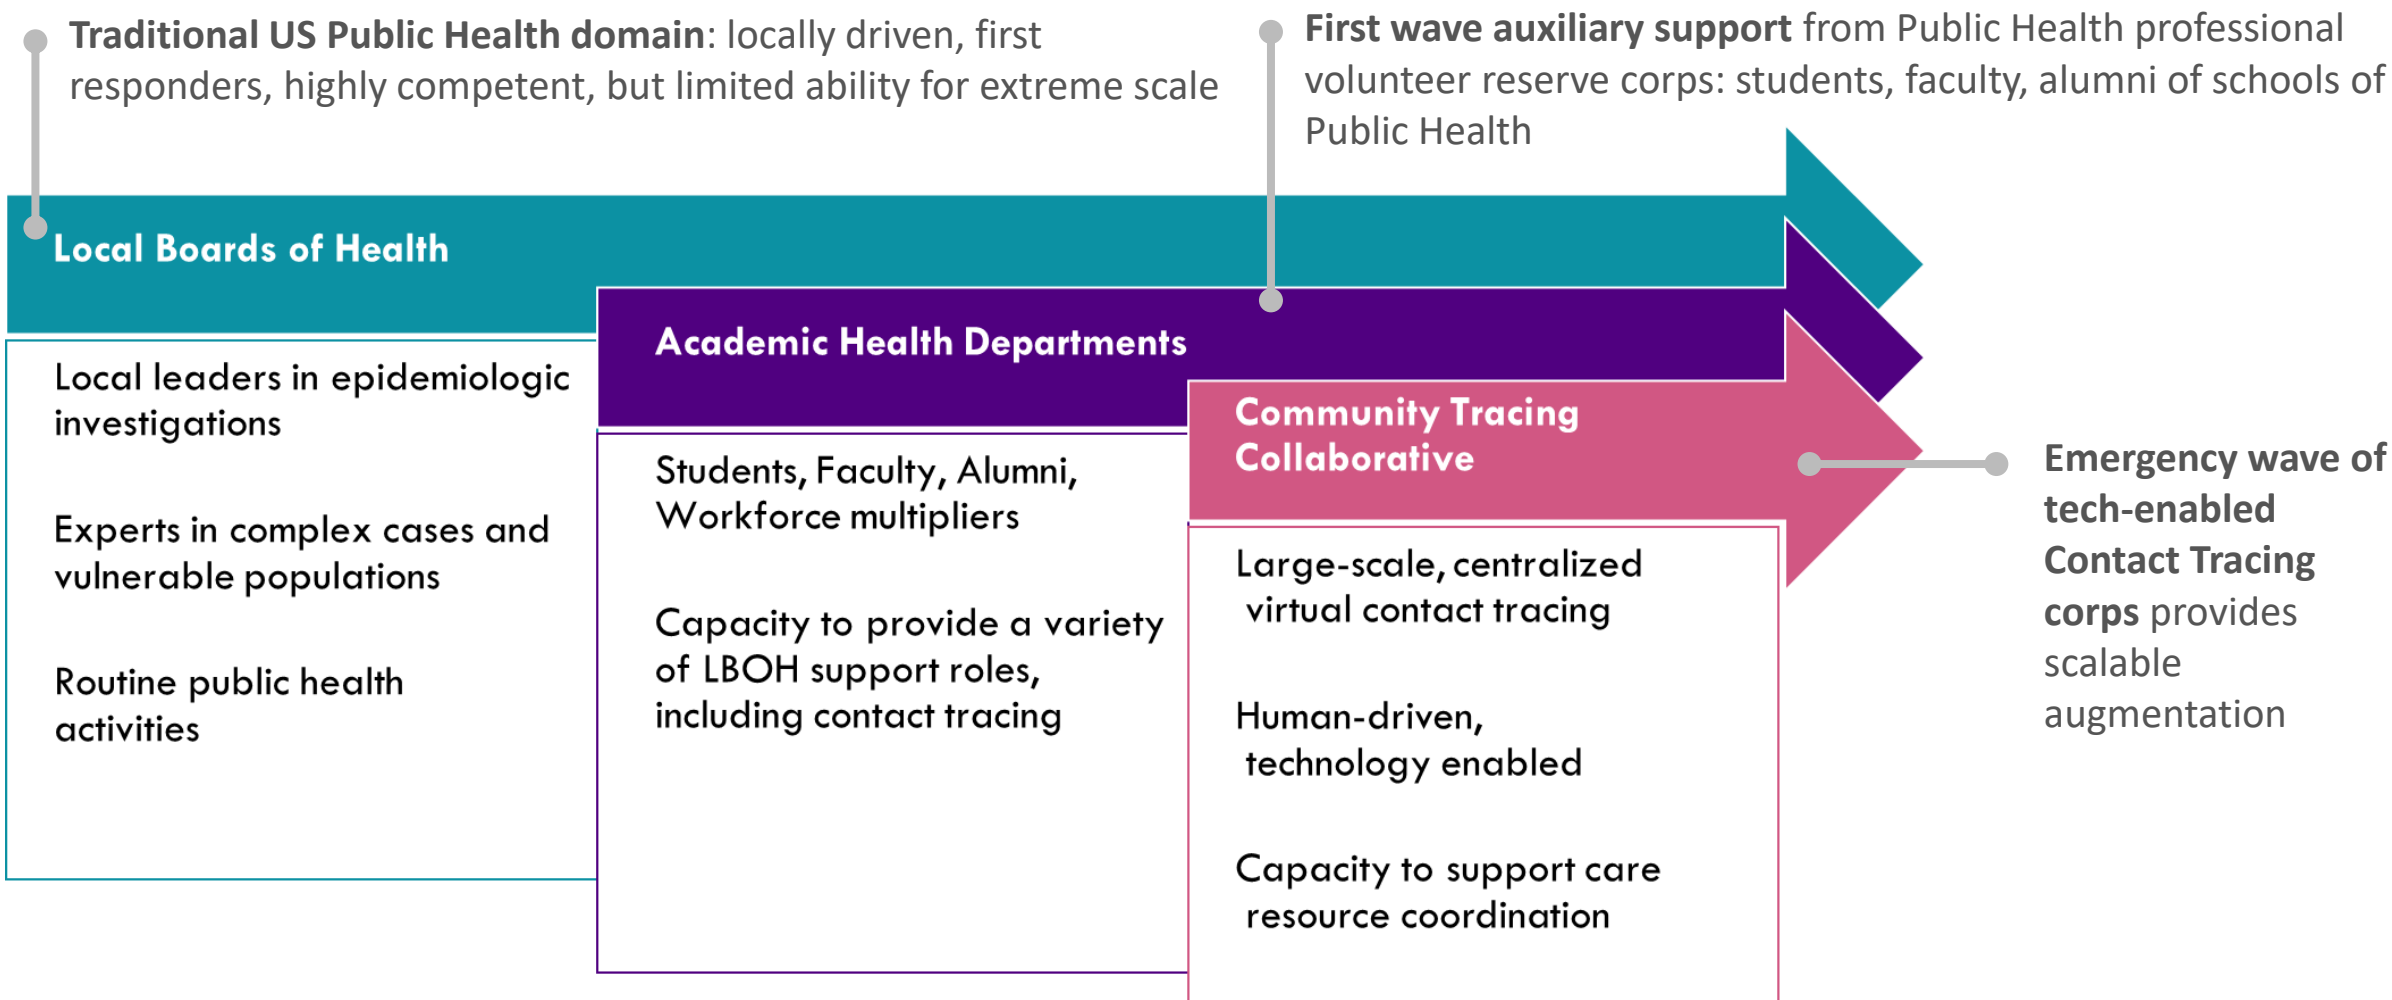 Traditional US Public Health domain: locally driven, first
responders, highly competent, but limited ability for extreme scale
First wave auxiliary support from Public Health professional
volunteer reserve corps: students, faculty, alumni of schools of
Public Health
Local Boards of Health
Local leaders in epidemiologic
investigations
Experts in complex cases and
vulnerable populations
Routine public health
activities
Academic Health Departments
Students, Faculty, Alumni,
Workforce multipliers
Capacity to provide a variety
of LBOH support roles,
including contact tracing
Community Tracing
Collaborative
Large-scale, centralized
virtual contact tracing
Human-driven,
technology enabled
Capacity to support care
resource coordination
Emergency wave of
tech-enabled
Contact Tracing
corps provides
scalable
augmentation